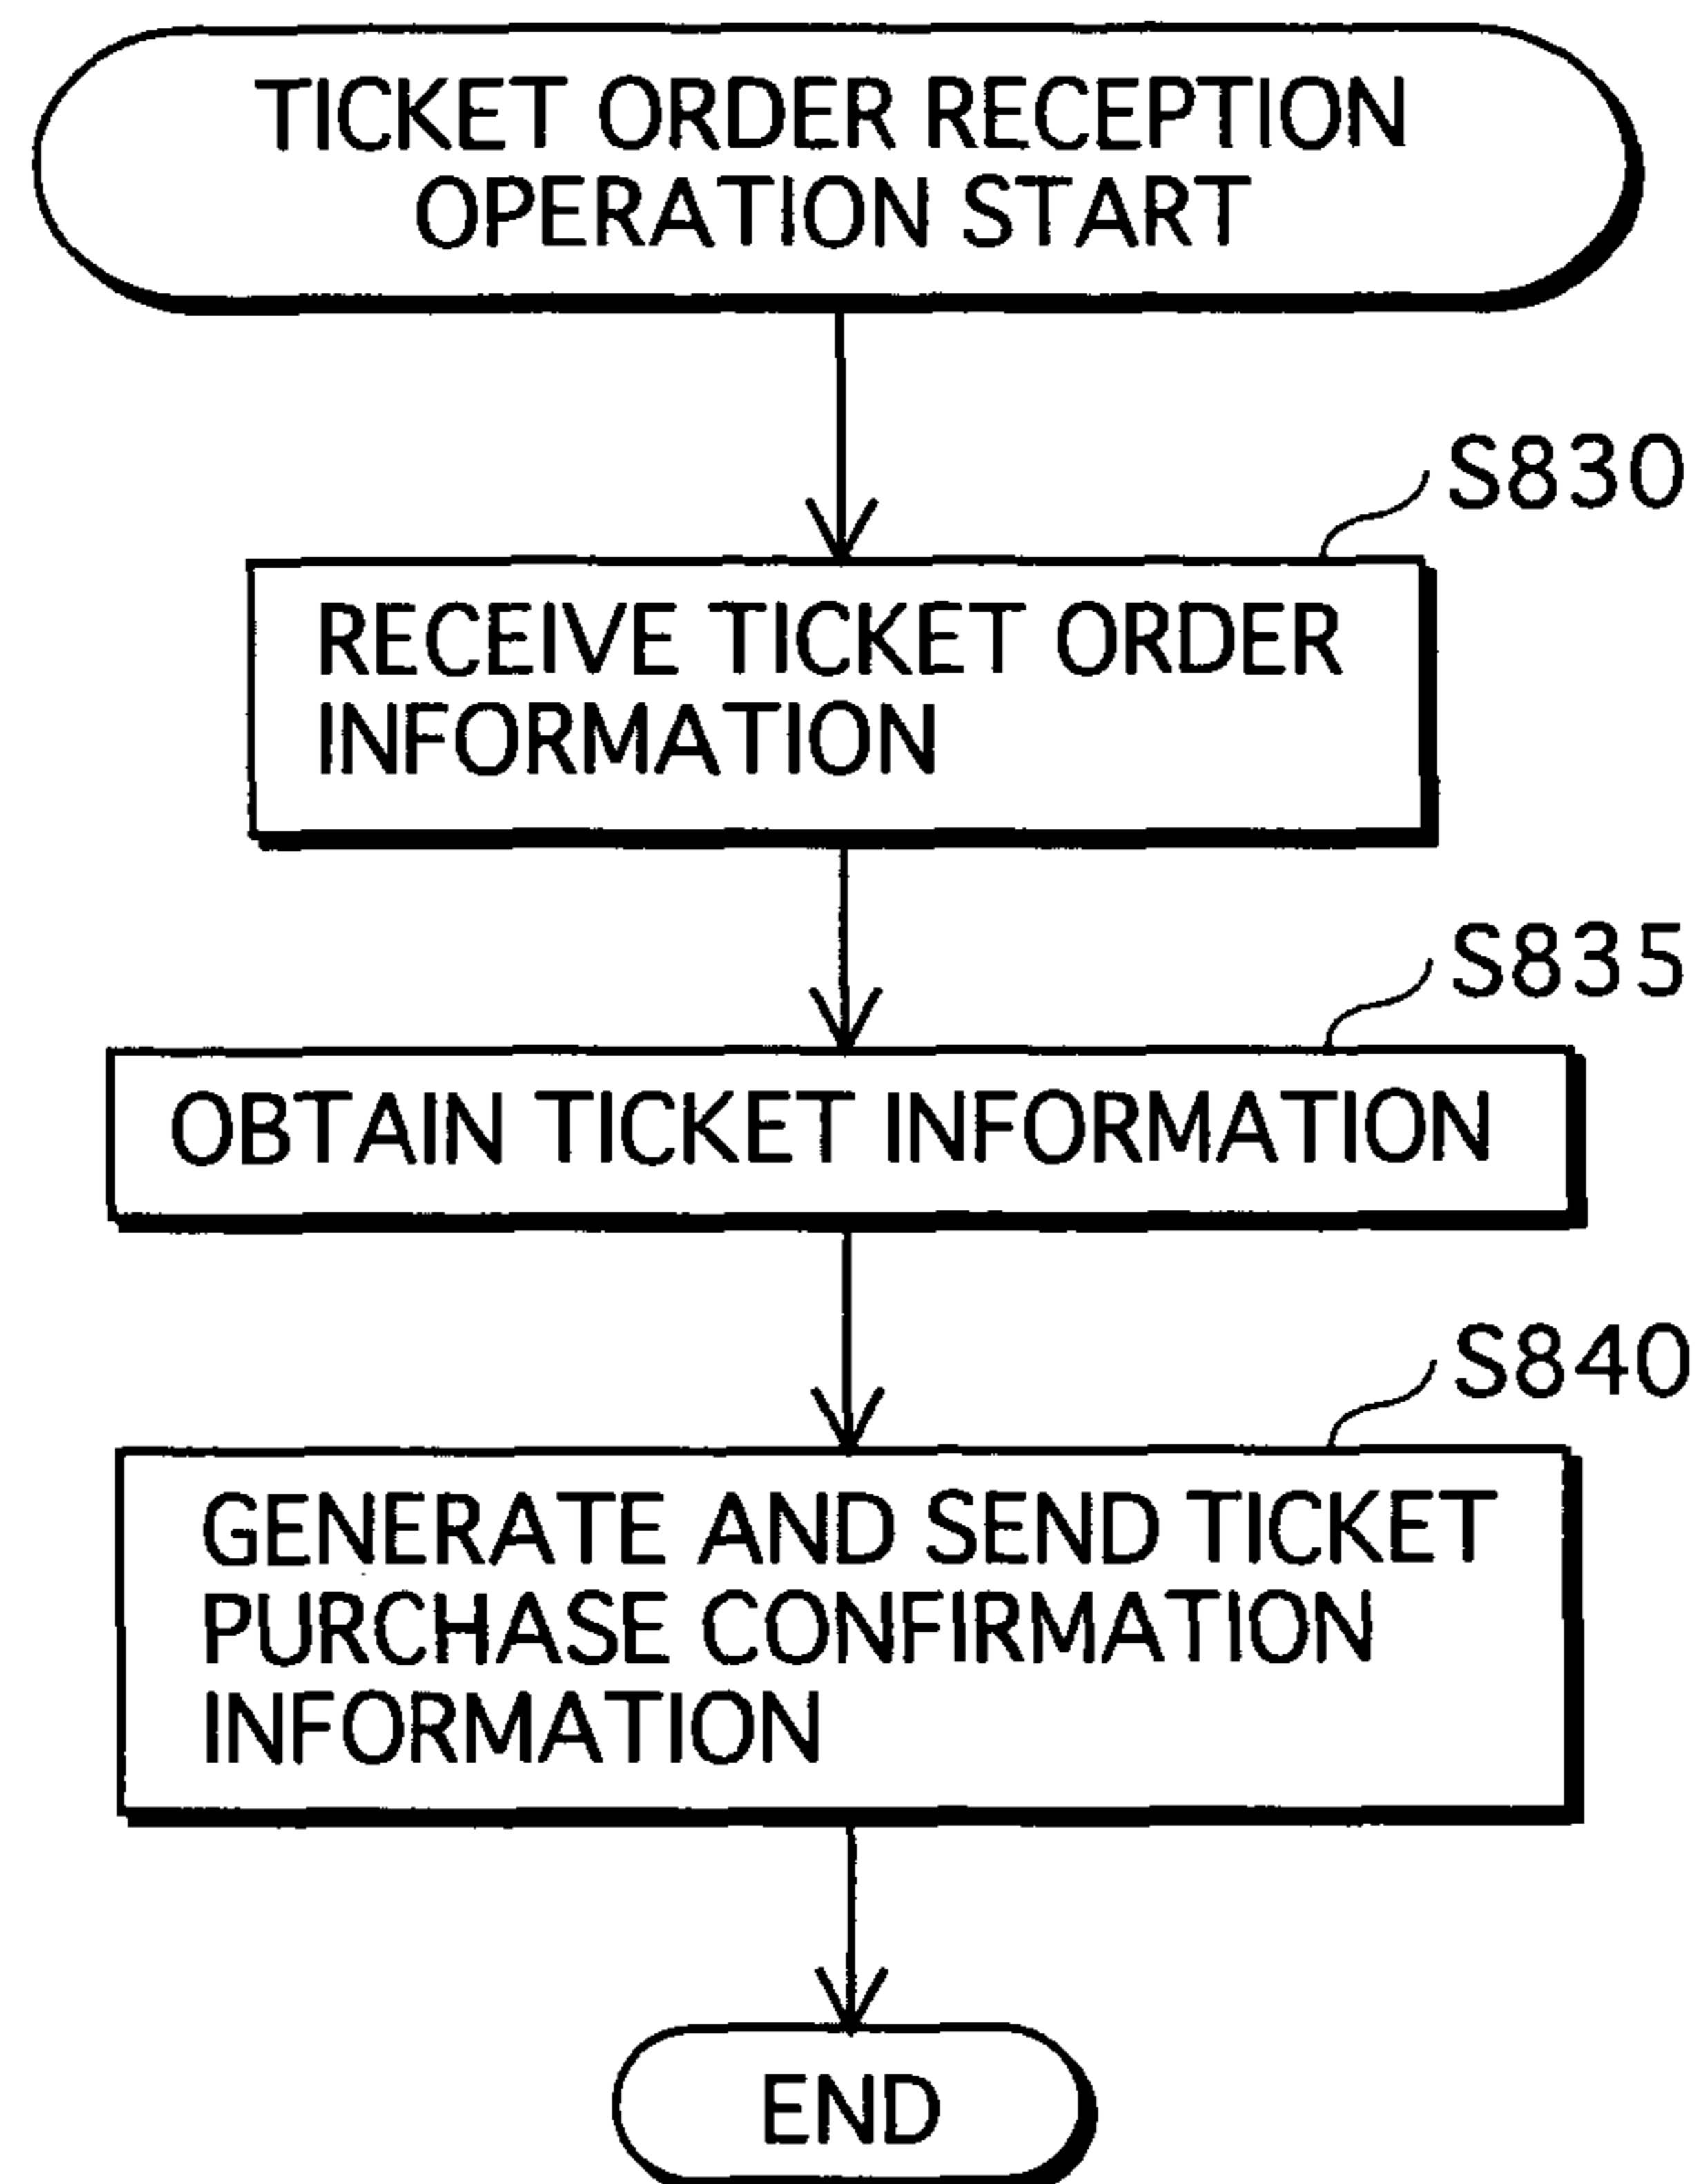 TICKET ORDER RECEPTION
OPERATION START
S830
RECEIVE TICKET ORDER
INFORMATION
S835
OBTAIN TICKET INFORMATION
S840
GENERATE AND SEND TICKET
PURCHASE CONFIRMATION
INFORMATION
END